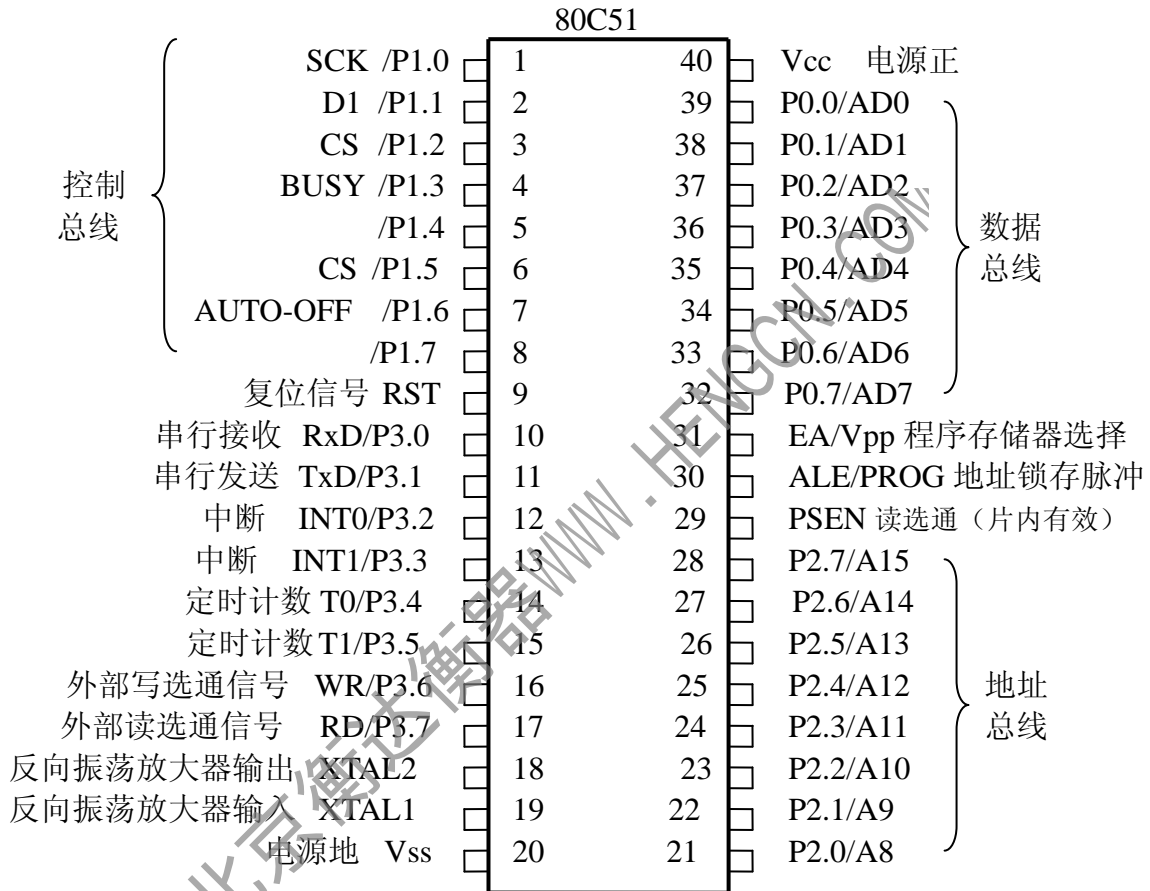 80C51
SCK /P1.0 1 40 Vcc 电源正
D1 /P1.1 2 39 P0.0/AD0
CS /P1.2 3 38 P0.1/AD1
BUSY /P1.3 4 37 P0.2/AD2
控制
总线
/P1.4 5 36 P0.3/AD3
数据
总线
CS /P1.5 6 35 P0.4/AD4
AUTO-OFF /P1.6 7 34 P0.5/AD5
/P1.7 8 33 P0.6/AD6
复位信号 RST 9 32 P0.7/AD7
串行接收 RxD/P3.0 10 31 EA/Vpp 程序存储器选择
串行发送 TxD/P3.1 11 30 ALE/PROG 地址锁存脉冲
中断 INT0/P3.2 12 29 PSEN 读选通（片内有效）
中断 INT1/P3.3 13 28 P2.7/A15
定时计数 T0/P3.4 14 27 P2.6/A14
定时计数 T1/P3.5 15 26 P2.5/A13
外部写选通信号 WR/P3.6 16 25 P2.4/A12
地址
总线
外部读选通信号 RD/P3.7 17 24 P2.3/A11
反向振荡放大器输出 XTAL2 18 23 P2.2/A10
反向振荡放大器输入 XTAL1 19 22 P2.1/A9
电源地 Vss 20 21 P2.0/A8
北京衡达衡器WWW.HENGCN.COM